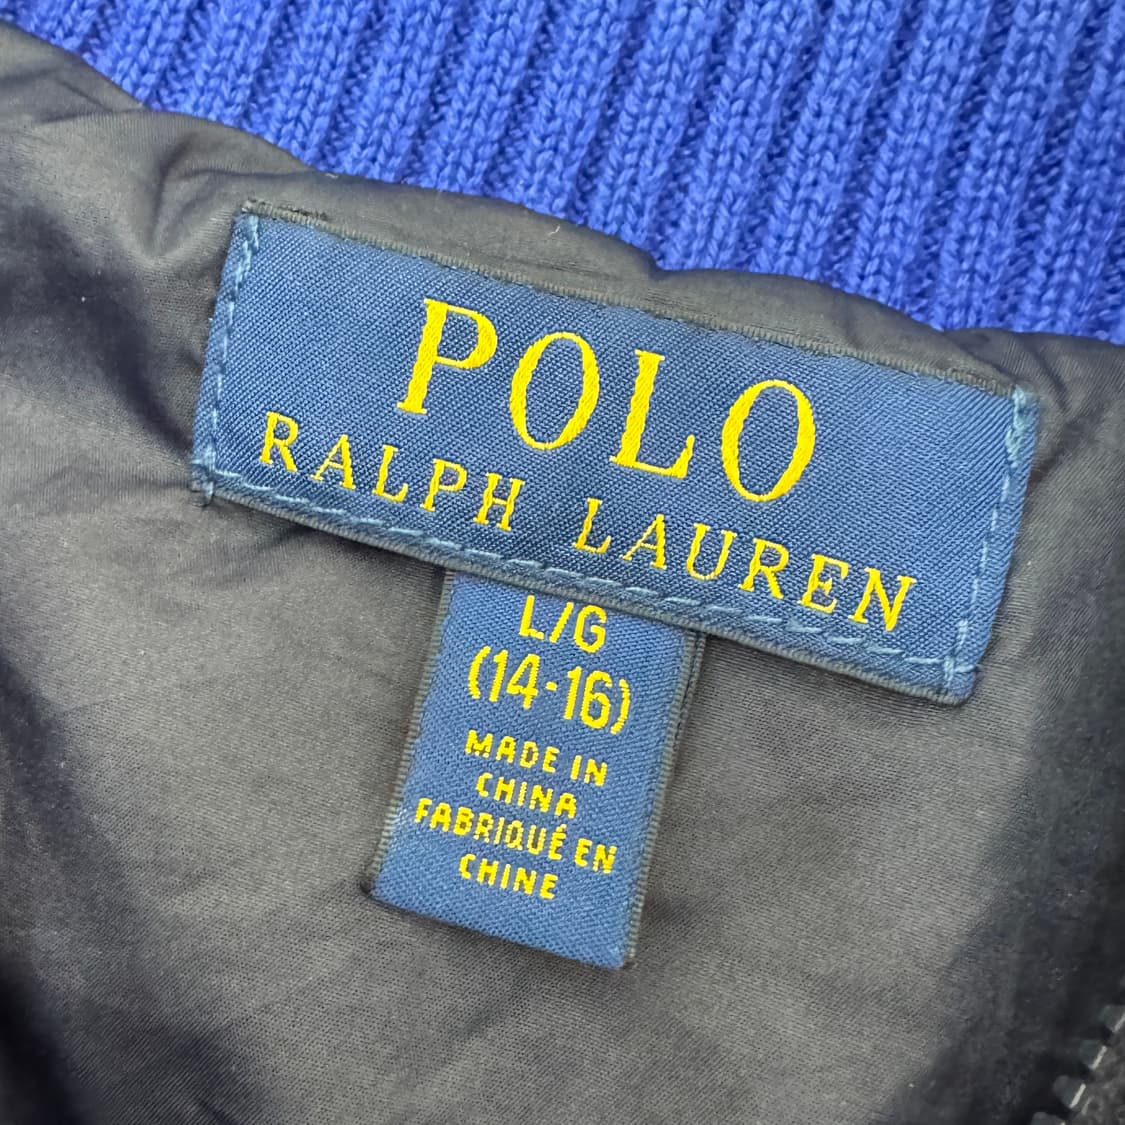 POLO
RALPH LAUREN
L/G
(14-16)
MADE IN
CHINA
FABRIQUÉ EN
CHINE